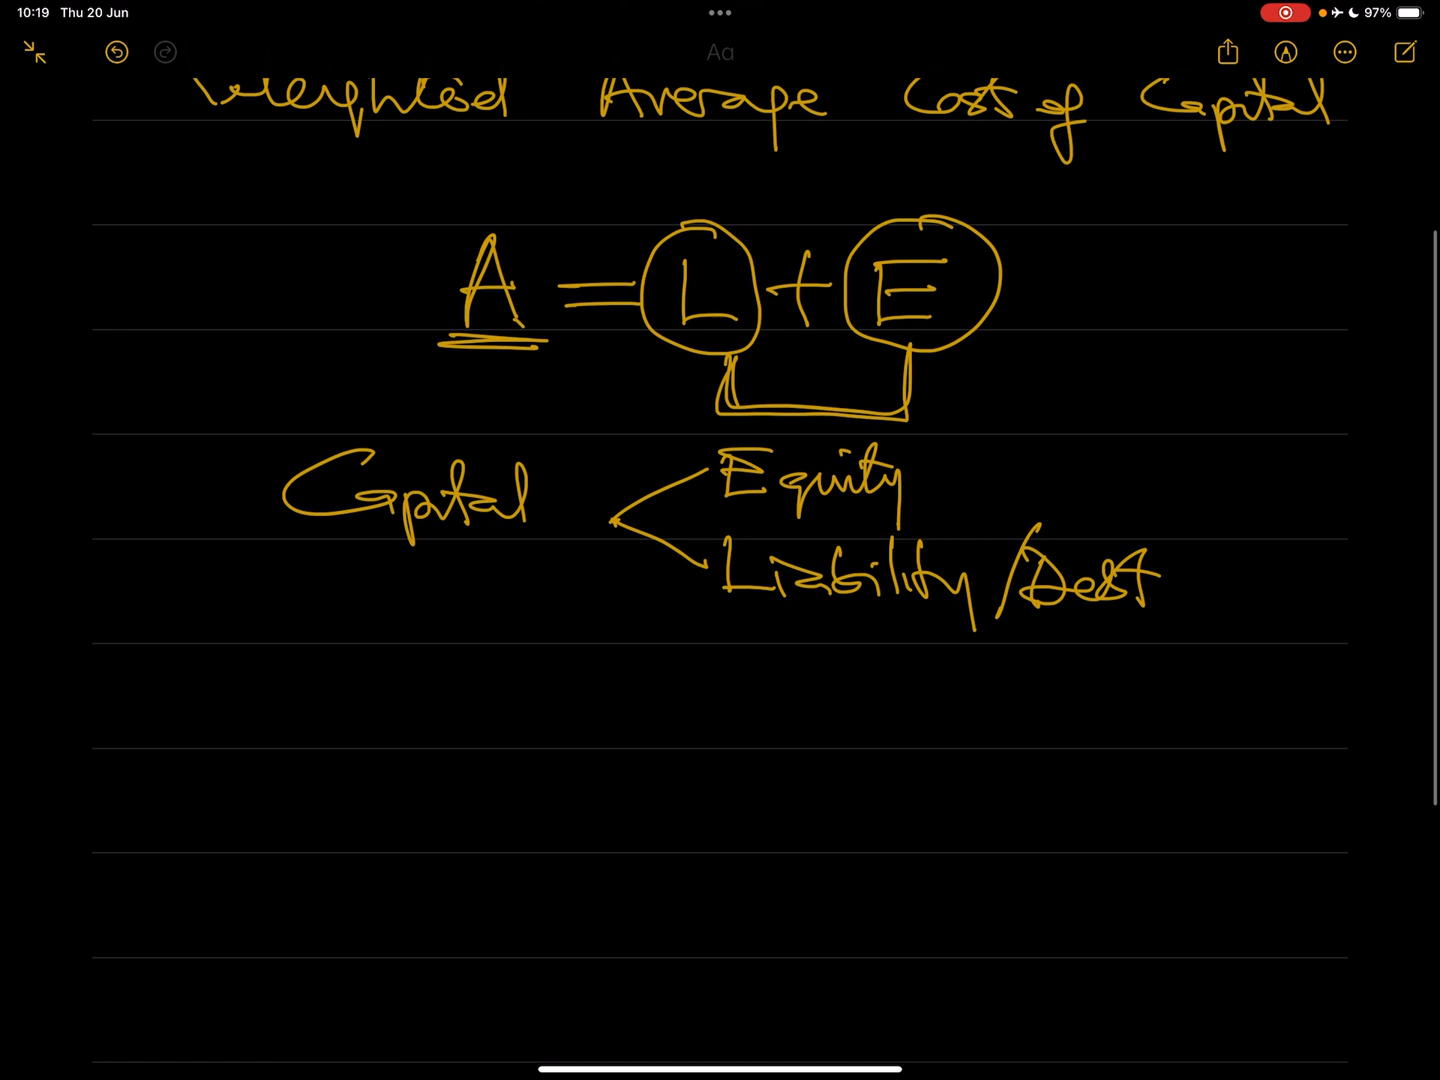 10:19 Thu 20 Jun 97%
Aa
Weighted Average Cost of Capital
A = L + E
Capital
Equity
Liability/Debt